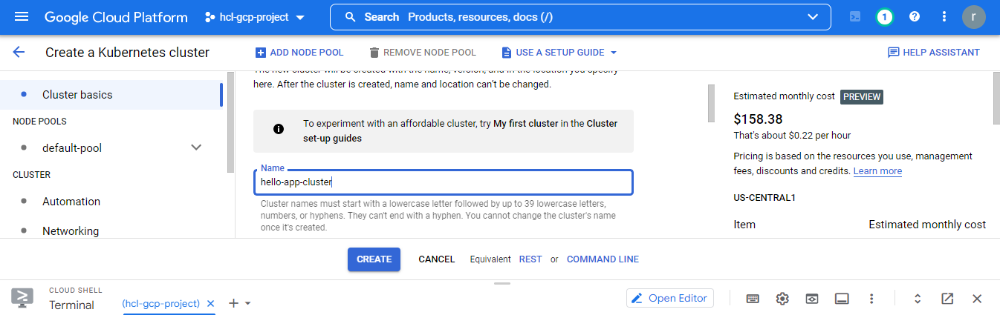 Google Cloud Platform
hcl-gcp-project
Search Products, resources, docs (/)
1
r
Create a Kubernetes cluster
ADD NODE POOL
REMOVE NODE POOL
USE A SETUP GUIDE
HELP ASSISTANT
Cluster basics
NODE POOLS
default-pool
CLUSTER
Automation
Networking
The new cluster will be created with the name, version, and in the location you specify
here. After the cluster is created, name and location can't be changed.
To experiment with an affordable cluster, try My first cluster in the Cluster
set-up guides
Name
hello-app-cluster
Cluster names must start with a lowercase letter followed by up to 39 lowercase letters,
numbers, or hyphens. They can't end with a hyphen. You cannot change the cluster's name
once it's created.
Estimated monthly cost PREVIEW
$158.38
That's about $0.22 per hour
Pricing is based on the resources you use, management
fees, discounts and credits. Learn more
US-CENTRAL1
Item Estimated monthly cost
CREATE CANCEL Equivalent REST or COMMAND LINE
CLOUD SHELL
Terminal
(hcl-gcp-project)
Open Editor